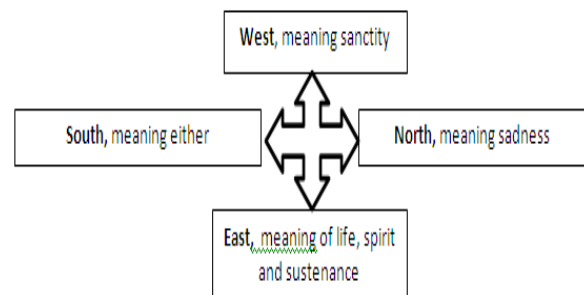 West, meaning sanctity
South, meaning either
North, meaning sadness
East, meaning of life, spirit
and sustenance